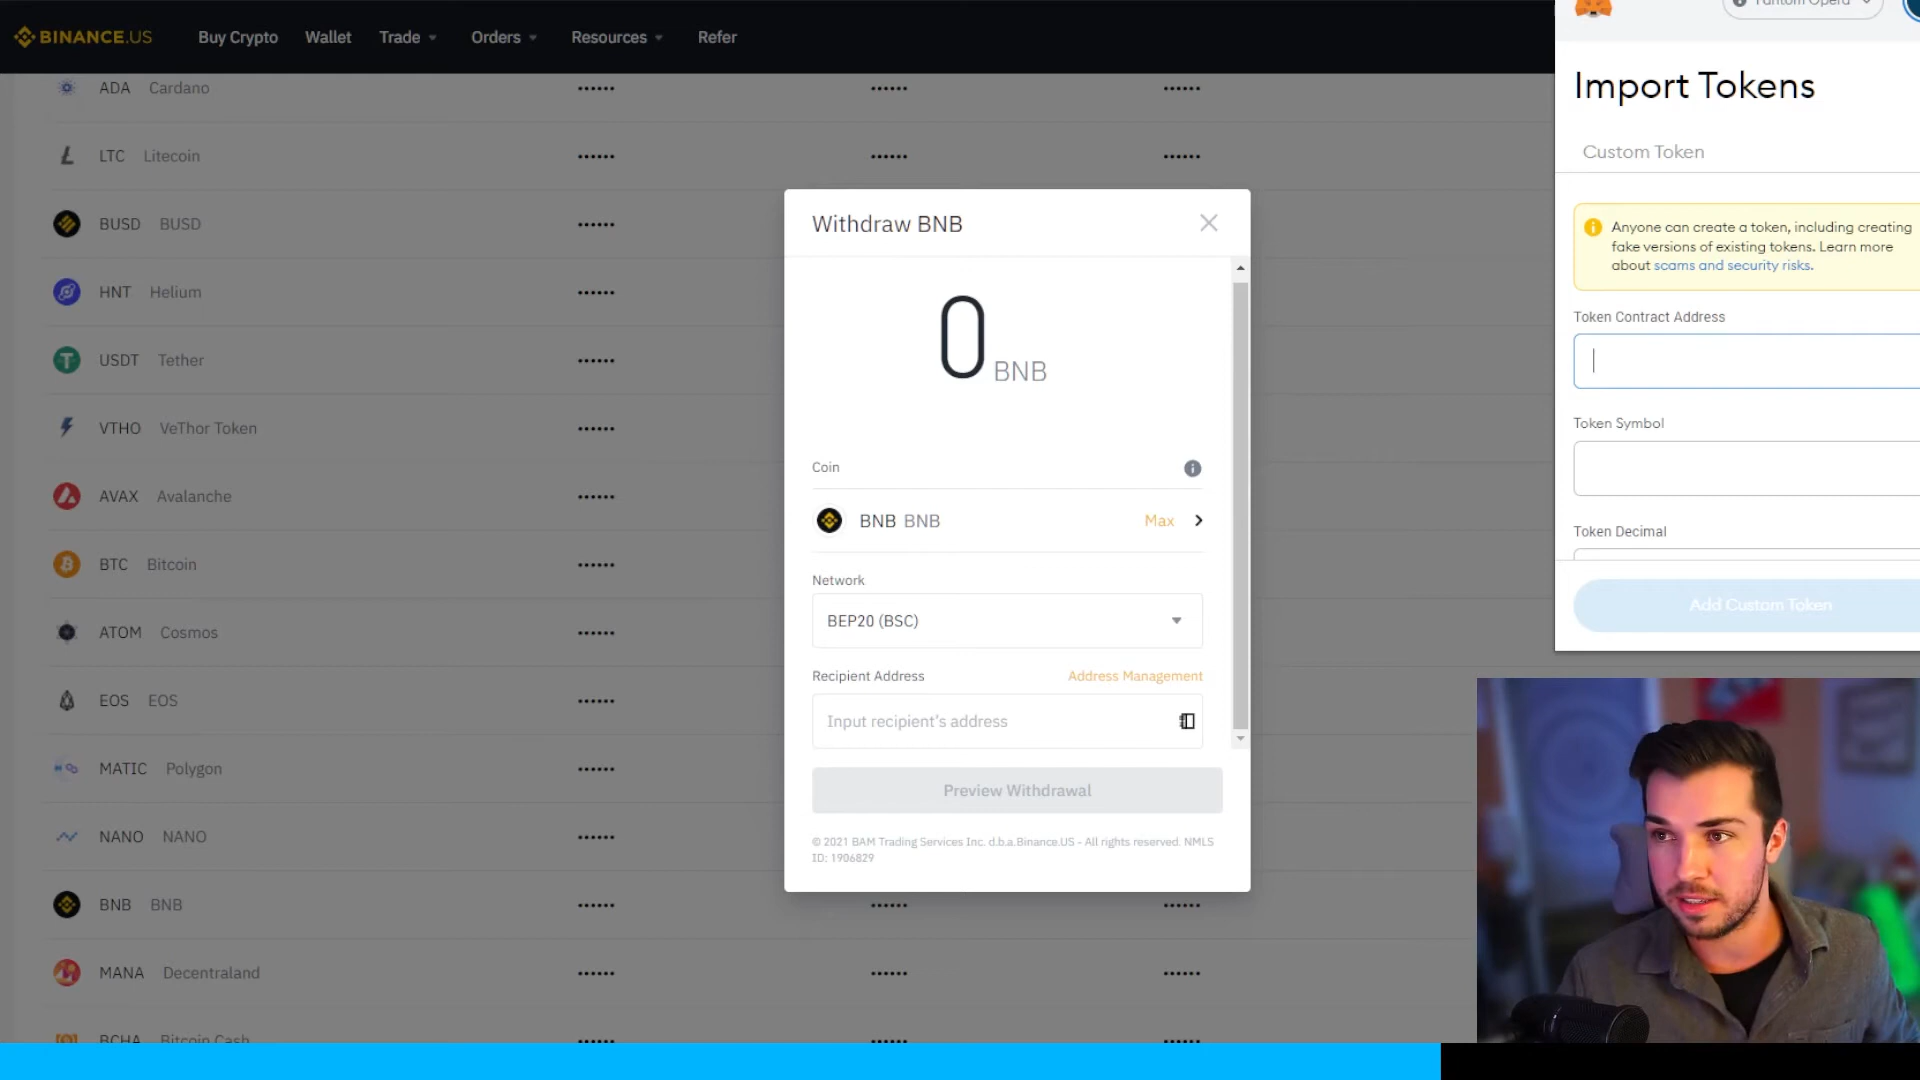 BINANCE.US
Buy Crypto
Wallet
Trade
Orders
Resources
Refer
ADA Cardano ••••••  ••••••  ••••••
LTC Litecoin ••••••  ••••••  ••••••
BUSD BUSD ••••••
HNT Helium ••••••
USDT Tether ••••••
VTHO VeThor Token ••••••
AVAX Avalanche ••••••
BTC Bitcoin ••••••
ATOM Cosmos ••••••
EOS EOS ••••••
MATIC Polygon ••••••
NANO NANO ••••••
BNB BNB ••••••  ••••••  ••••••
MANA Decentraland ••••••  ••••••  ••••••
BCHA Bitcoin Cash
Withdraw BNB
0 BNB
Coin
BNB BNB Max
Network
BEP20 (BSC)
Recipient Address Address Management
Input recipient's address
Preview Withdrawal
© 2021 BAM Trading Services Inc. d.b.a.Binance.US - All rights reserved. NMLS
ID; 1906829
Fantom Opera
Import Tokens
Custom Token
Anyone can create a token, including creating
fake versions of existing tokens. Learn more
about scams and security risks.
Token Contract Address
Token Symbol
Token Decimal
Add Custom Token